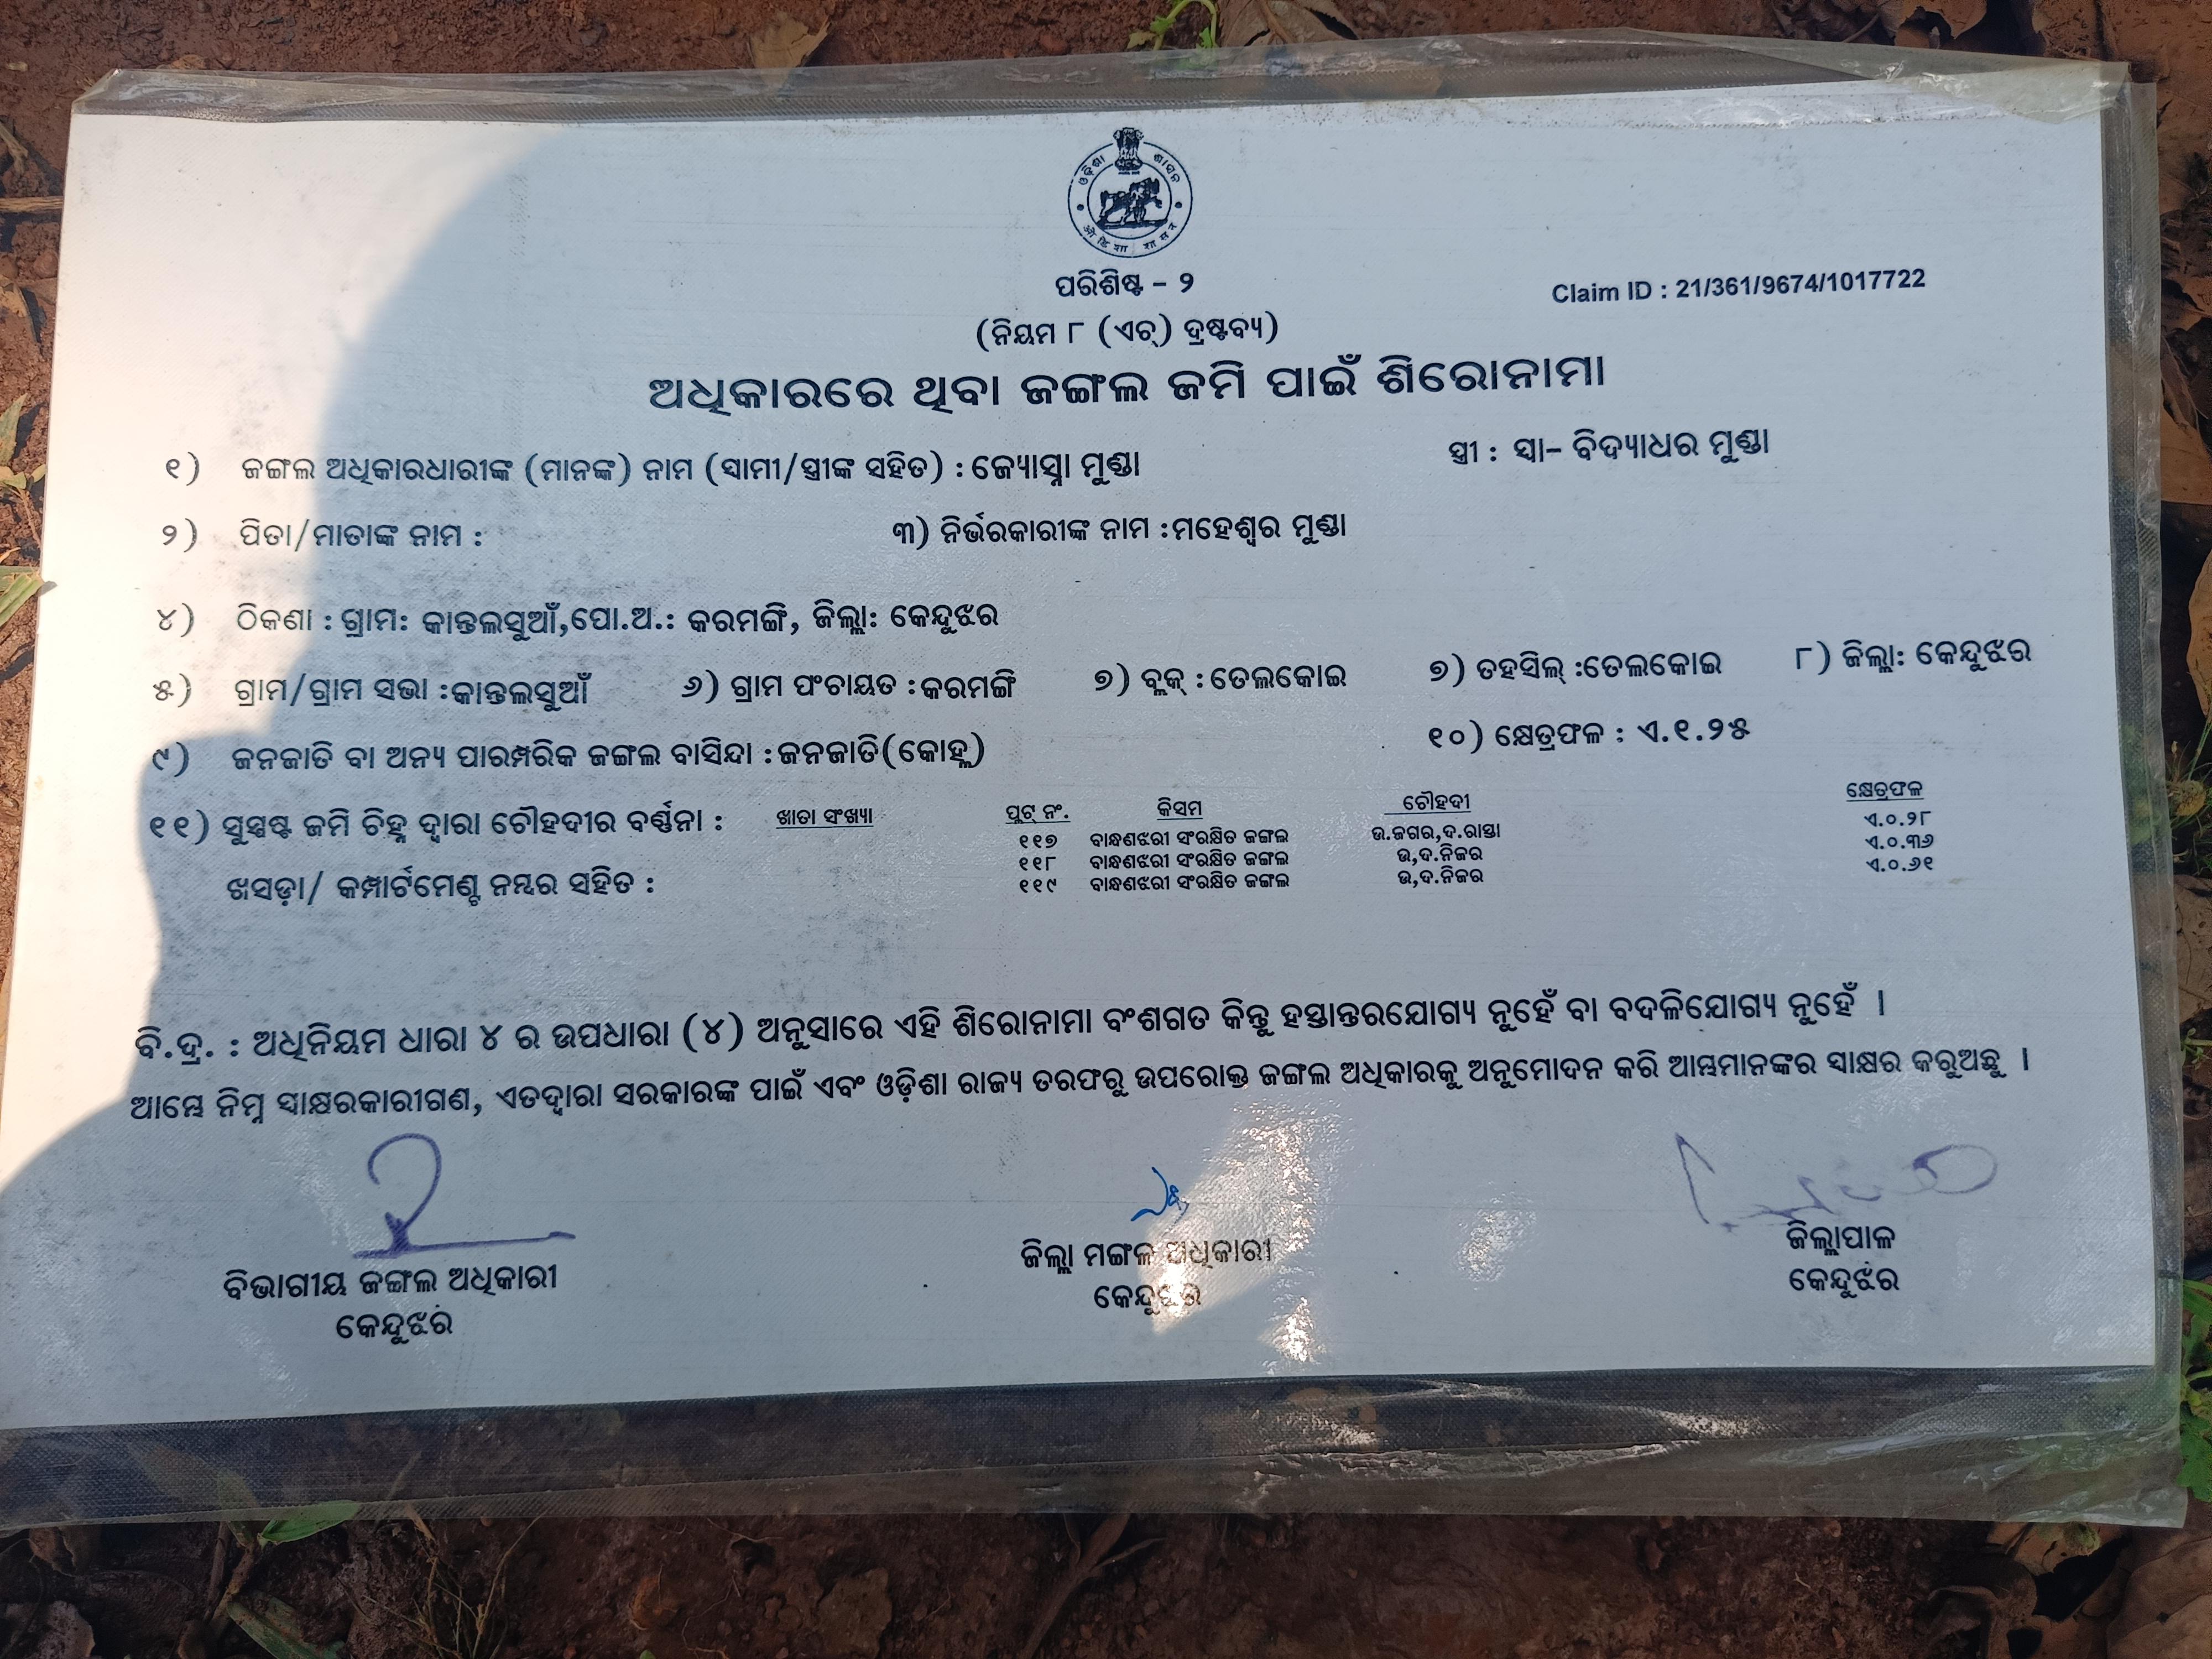 ଓଡ଼ିଶା ଶାସନ
ओडिशा शासन
ପରିଶିଷ୍ଟ – ୨
Claim ID : 21/361/9674/1017722
(ନିୟମ ୮ (ଏଚ୍) ଦ୍ରଷ୍ଟବ୍ୟ)
ଅଧିକାରରେ ଥିବା ଜଙ୍ଗଲ ଜମି ପାଇଁ ଶିରୋନାମା
୧) ଜଙ୍ଗଲ ଅଧିକାରଧାରୀଙ୍କ (ମାନଙ୍କ) ନାମ (ସ୍ୱାମୀ/ସ୍ତ୍ରୀଙ୍କ ସହିତ) : ଜ୍ୟୋସ୍ନା ମୁଣ୍ଡା ସ୍ତ୍ରୀ : ସ୍ୱା– ବିଦ୍ୟାଧର ମୁଣ୍ଡା
୨) ପିତା/ମାତାଙ୍କ ନାମ : ୩) ନିର୍ଭରକାରୀଙ୍କ ନାମ :ମହେଶ୍ୱର ମୁଣ୍ଡା
୪) ଠିକଣା : ଗ୍ରାମ: କାନ୍ତଲସୁଆଁ,ପୋ.ଅ.: କରମଙ୍ଗି, ଜିଲ୍ଲା: କେନ୍ଦୁଝର
୫) ଗ୍ରାମ/ଗ୍ରାମ ସଭା :କାନ୍ତଲସୁଆଁ ୬) ଗ୍ରାମ ପଂଚାୟତ :କରମଙ୍ଗି ୭) ବ୍ଲକ୍ :ତେଲକୋଇ ୭) ତହସିଲ୍ :ତେଲକୋଇ ୮) ଜିଲ୍ଲା: କେନ୍ଦୁଝର
୯) ଜନଜାତି ବା ଅନ୍ୟ ପାରମ୍ପରିକ ଜଙ୍ଗଲ ବାସିନ୍ଦା :ଜନଜାତି(କୋହ୍ଲ) ୧୦) କ୍ଷେତ୍ରଫଳ : ଏ.୧.୨୫
୧୧) ସୁସ୍ପଷ୍ଟ ଜମି ଚିହ୍ନ ଦ୍ୱାରା ଚୌହଦୀର ବର୍ଣ୍ଣନା : ଖାତା ସଂଖ୍ୟା ପ୍ଲଟ୍ ନଂ. କିସମ ଚୌହଦୀ କ୍ଷେତ୍ରଫଳ
୧୧୭ ବାନ୍ଧଣଝରୀ ସଂରକ୍ଷିତ ଜଙ୍ଗଲ ଉ.ଜଗର,ଦ.ରାସ୍ତା ଏ.୦.୨୮
୧୧୮ ବାନ୍ଧଣଝରୀ ସଂରକ୍ଷିତ ଜଙ୍ଗଲ ଉ,ଦ.ନିଜର ଏ.୦.୩୬
୧୧୯ ବାନ୍ଧଣଝରୀ ସଂରକ୍ଷିତ ଜଙ୍ଗଲ ଉ,ଦ.ନିଜର ଏ.୦.୬୧
ଖସଡ଼ା/ କମ୍ପାର୍ଟମେଣ୍ଟ ନମ୍ବର ସହିତ :
ବି.ଦ୍ର. : ଅଧିନିୟମ ଧାରା ୪ ର ଉପଧାରା (୪) ଅନୁସାରେ ଏହି ଶିରୋନାମା ବଂଶଗତ କିନ୍ତୁ ହସ୍ତାନ୍ତରଯୋଗ୍ୟ ନୁହେଁ ବା ବଦଳିଯୋଗ୍ୟ ନୁହେଁ ।
ଆମ୍ଭେ ନିମ୍ନ ସ୍ୱାକ୍ଷରକାରୀଗଣ, ଏତଦ୍ୱାରା ସରକାରଙ୍କ ପାଇଁ ଏବଂ ଓଡ଼ିଶା ରାଜ୍ୟ ତରଫରୁ ଉପରୋକ୍ତ ଜଙ୍ଗଲ ଅଧିକାରକୁ ଅନୁମୋଦନ କରି ଆମ୍ଭମାନଙ୍କର ସ୍ୱାକ୍ଷର କରୁଅଛୁ ।
ବିଭାଗୀୟ ଜଙ୍ଗଲ ଅଧିକାରୀ
କେନ୍ଦୁଝର
ଜିଲ୍ଲା ମଙ୍ଗଳ ଅଧିକାରୀ
କେନ୍ଦୁଝର
ଜିଲ୍ଲାପାଳ
କେନ୍ଦୁଝର